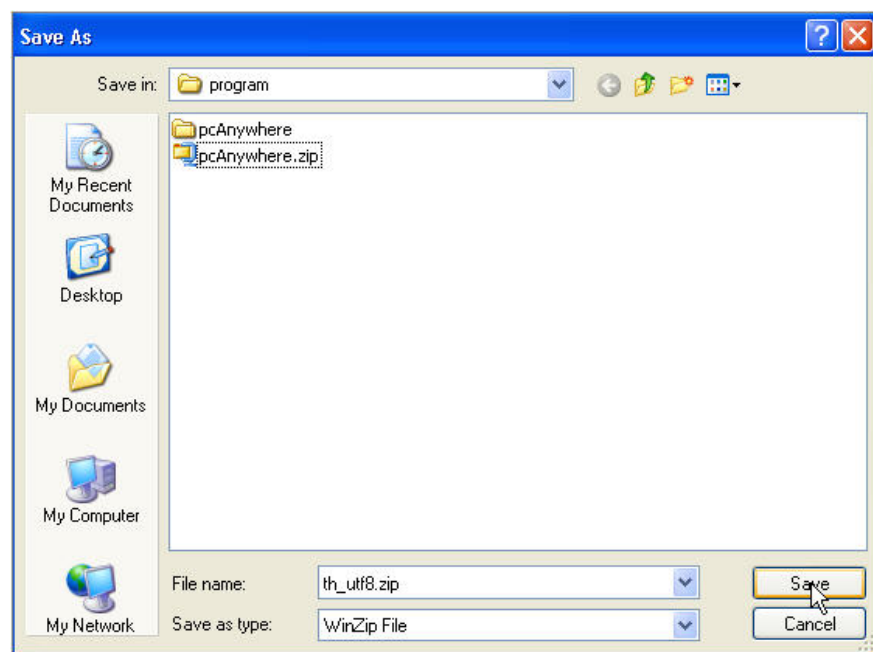 Save As
Save in:
program
pcAnywhere
pcAnywhere.zip
My Recent
Documents
Desktop
My Documents
My Computer
My Network
File name:
th_utf8.zip
Save
Save as type:
WinZip File
Cancel